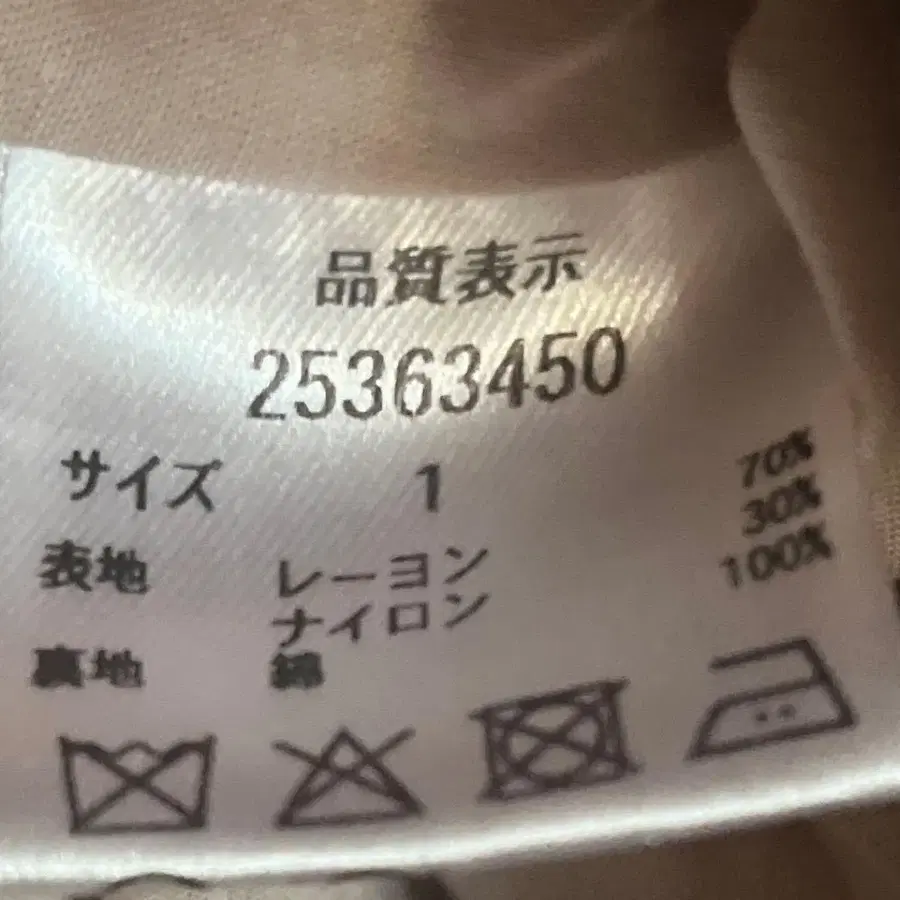 品質表示
25363450
サイズ 1
表地 レーヨン 70%
ナイロン 30%
裏地 綿 100%